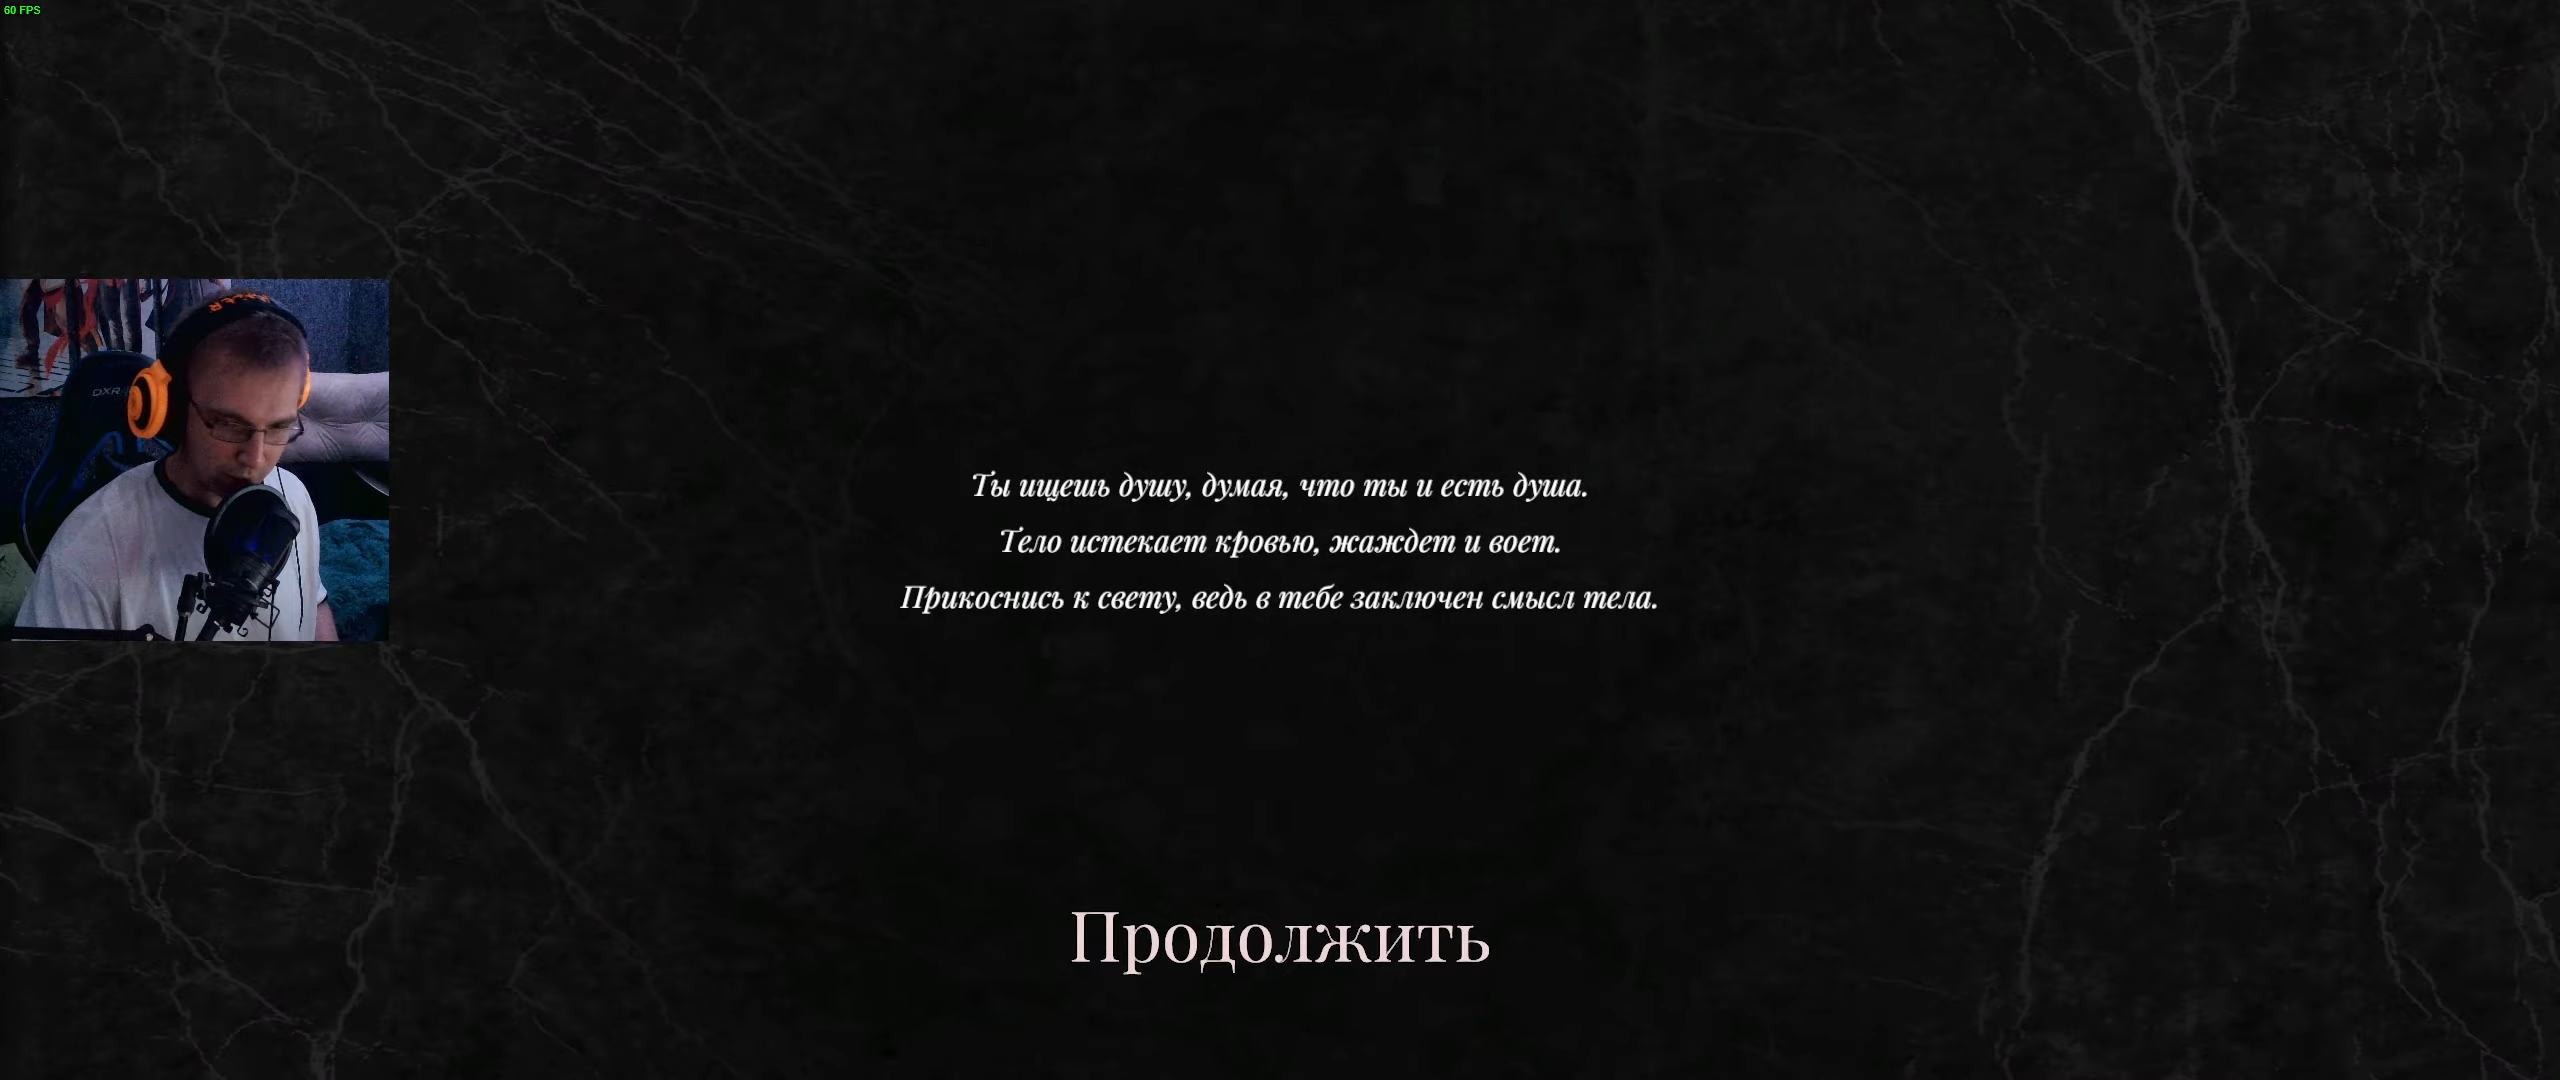 60 FPS
DXR
Ты ищешь душу, думая, что ты и есть душа.
Тело истекает кровью, жаждет и воет.
Прикоснись к свету, ведь в тебе заключен смысл тела.
Продолжить